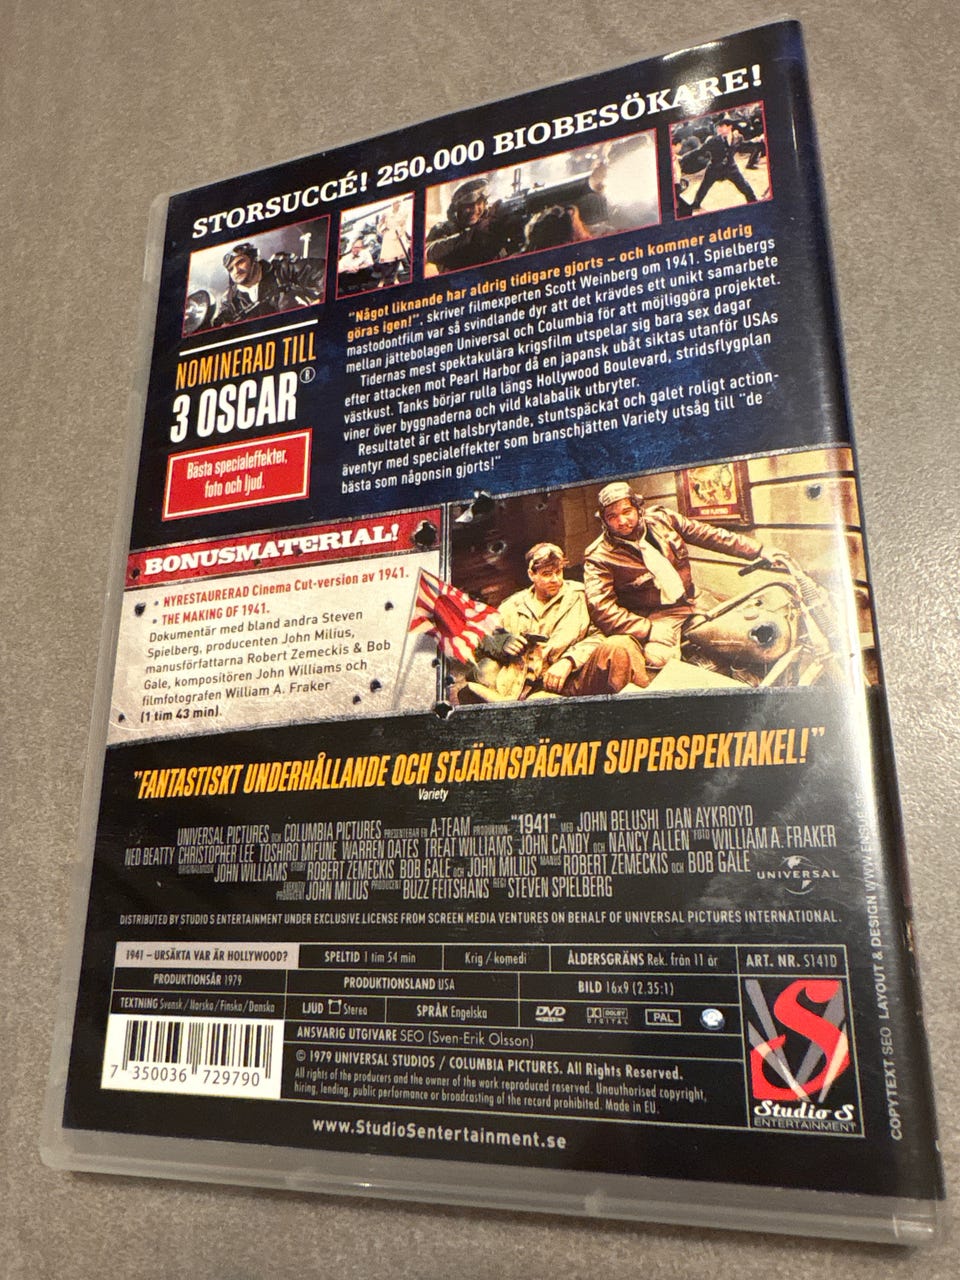 STORSUCCÉ! 250.000 BIOBESÖKARE!
NOMINERAD TILL
3 OSCAR®
Bästa specialeffekter,
foto och ljud.
"Något liknande har aldrig tidigare gjorts – och kommer aldrig
göras igen!", skriver filmexperten Scott Weinberg om 1941. Spielbergs
mastodontfilm var så svindlande dyr att det krävdes ett unikt samarbete
mellan jättebolagen Universal och Columbia för att möjliggöra projektet.
Tidernas mest spektakulära krigsfilm utspelar sig bara sex dagar
efter attacken mot Pearl Harbor då en japansk ubåt siktas utanför USAs
västkust. Tanks börjar rulla längs Hollywood Boulevard, stridsflygplan
viner över byggnaderna och vild kalabalik utbryter.
Resultatet är ett halsbrytande, stuntspäckat och galet roligt action-
äventyr med specialeffekter som branschjätten Variety utsåg till "de
bästa som någonsin gjorts!"
BONUSMATERIAL!
• NYRESTAURERAD Cinema Cut-version av 1941.
• THE MAKING OF 1941.
Dokumentär med bland andra Steven
Spielberg, producenten John Milius,
manusförfattarna Robert Zemeckis & Bob
Gale, kompositören John Williams och
filmfotografen William A. Fraker
(1 tim 43 min).
"FANTASTISKT UNDERHÅLLANDE OCH STJÄRNSPÄCKAT SUPERSPEKTAKEL!"
Variety
UNIVERSAL PICTURES OCH COLUMBIA PICTURES PRESENTERAR EN A-TEAM PRODUKTION "1941" MED JOHN BELUSHI DAN AYKROYD
NED BEATTY CHRISTOPHER LEE TOSHIRO MIFUNE WARREN OATES TREAT WILLIAMS JOHN CANDY OCH NANCY ALLEN FOTO WILLIAM A. FRAKER
ORIGINALMUSIK JOHN WILLIAMS STORY ROBERT ZEMECKIS BOB GALE OCH JOHN MILIUS MANUS ROBERT ZEMECKIS OCH BOB GALE
EXEKUTIV PRODUCENT JOHN MILIUS PRODUCENT BUZZ FEITSHANS REGI STEVEN SPIELBERG
UNIVERSAL
DISTRIBUTED BY STUDIO S ENTERTAINMENT UNDER EXCLUSIVE LICENSE FROM SCREEN MEDIA VENTURES ON BEHALF OF UNIVERSAL PICTURES INTERNATIONAL.
1941 – URSÄKTA VAR ÄR HOLLYWOOD? SPELTID 1 tim 54 min Krig / komedi ÅLDERSGRÄNS Rek. från 11 år ART. NR. S141D
PRODUKTIONSÅR 1979 PRODUKTIONSLAND USA BILD 16x9 (2.35:1)
TEXTNING Svenska / Norska / Finska / Danska LJUD Stereo SPRÅK Engelska DVD DOLBY DIGITAL PAL
ANSVARIG UTGIVARE SEO (Sven-Erik Olsson)
© 1979 UNIVERSAL STUDIOS / COLUMBIA PICTURES. All Rights Reserved.
All rights of the producers and the owner of the work reproduced reserved. Unauthorised copyright,
hiring, lending, public performance or broadcasting of the record prohibited. Made in EU.
7 350036 729790
www.StudioSentertainment.se
S
Studio S
ENTERTAINMENT
COPYTEXT SEO LAYOUT & DESIGN